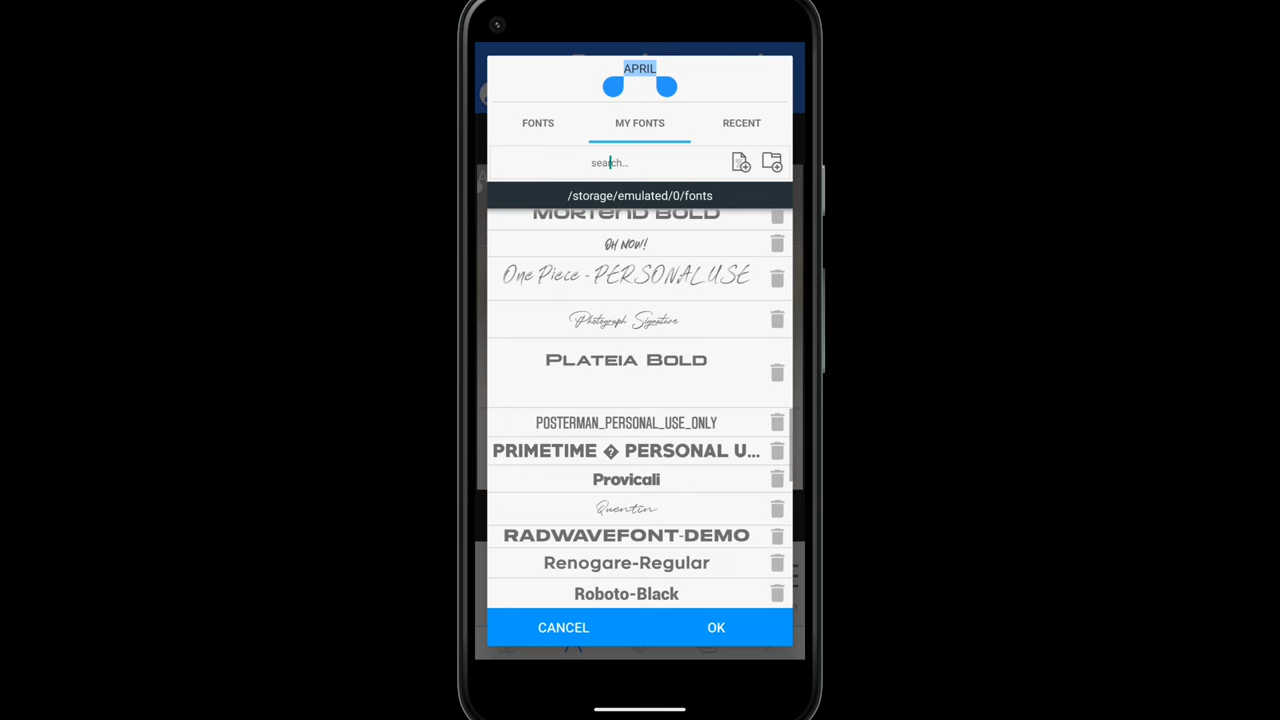 APRIL
FONTS MY FONTS RECENT
search...
/storage/emulated/0/fonts
MORTEND BOLD
OH NOW!
One Piece - PERSONAL USE
Photograph Signature
PLATEIA BOLD
POSTERMAN_PERSONAL_USE_ONLY
PRIMETIME � PERSONAL U...
Provicali
Quentin
RADWAVEFONT-DEMO
Renogare-Regular
Roboto-Black
CANCEL OK